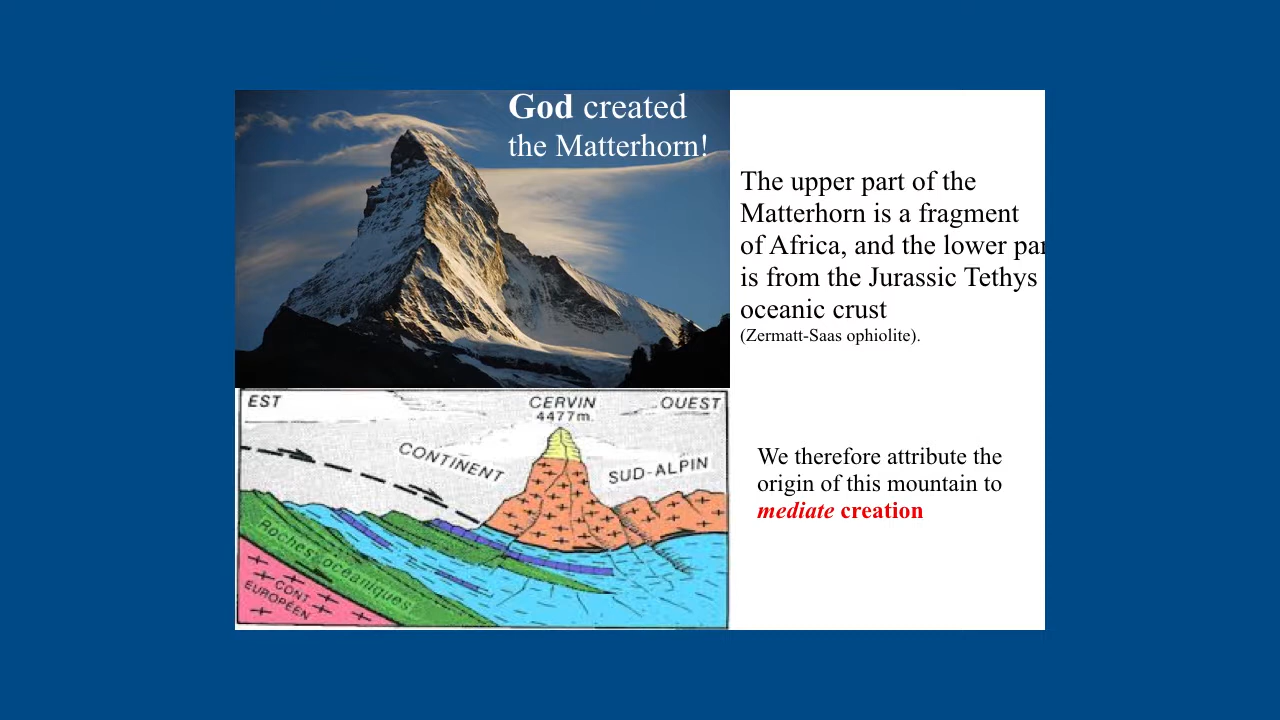 God created
the Matterhorn!
The upper part of the
Matterhorn is a fragment
of Africa, and the lower par
is from the Jurassic Tethys
oceanic crust
(Zermatt-Saas ophiolite).
EST
CERVIN
4477m.
OUEST
CONTINENT
SUD-ALPIN
Roches océaniques
CONT
EUROPÉEN
We therefore attribute the
origin of this mountain to
mediate creation